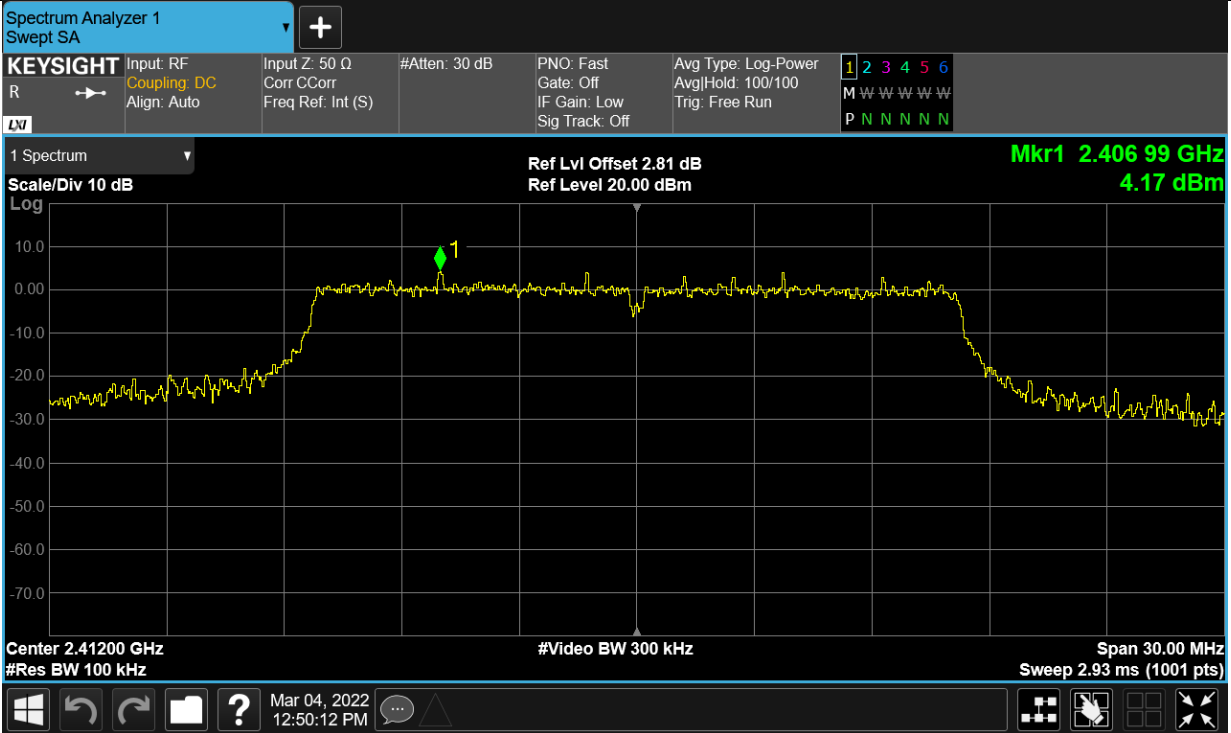 Spectrum Analyzer 1
Swept SA
+
KEYSIGHT
R
LXI
Input: RF
Coupling: DC
Align: Auto
Input Z: 50 Ω
Corr CCorr
Freq Ref: Int (S)
#Atten: 30 dB
PNO: Fast
Gate: Off
IF Gain: Low
Sig Track: Off
Avg Type: Log-Power
Avg|Hold: 100/100
Trig: Free Run
1 2 3 4 5 6
M W W W W W
P N N N N N
1 Spectrum
Scale/Div 10 dB
Ref Lvl Offset 2.81 dB
Ref Level 20.00 dBm
Mkr1 2.406 99 GHz
4.17 dBm
Log
1
10.0
0.00
-10.0
-20.0
-30.0
-40.0
-50.0
-60.0
-70.0
Center 2.41200 GHz
#Video BW 300 kHz
Span 30.00 MHz
#Res BW 100 kHz
Sweep 2.93 ms (1001 pts)
?
Mar 04, 2022
12:50:12 PM